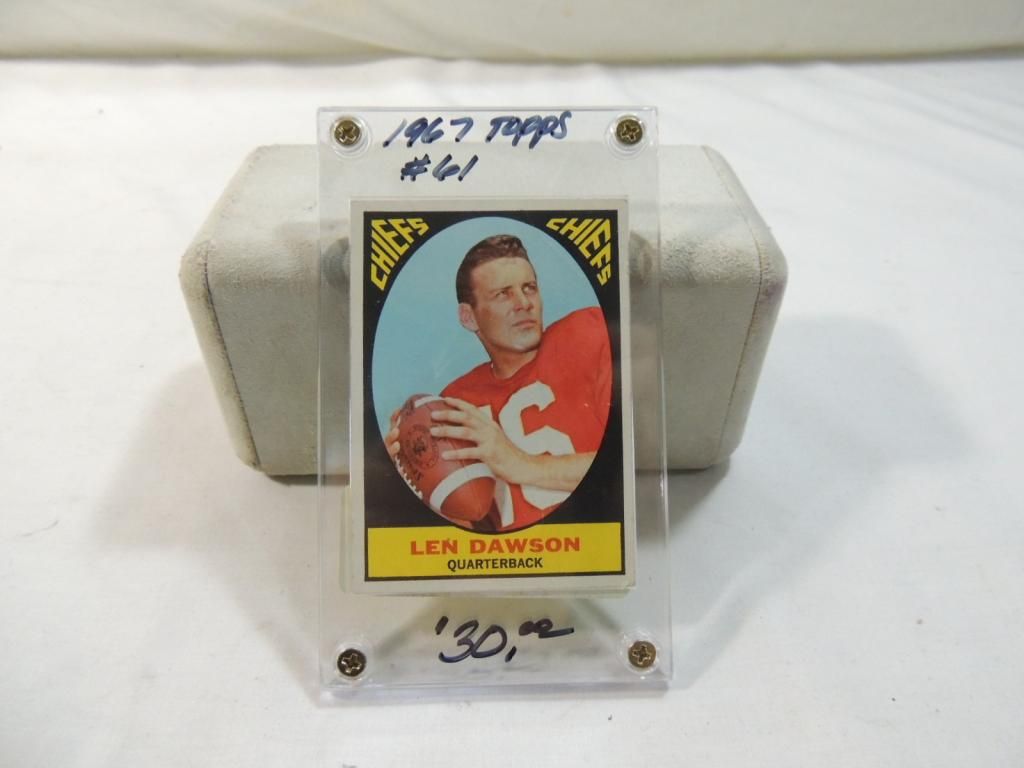 1967 Topps
#61
CHIEFS CHIEFS
16
LEN DAWSON
QUARTERBACK
'30,00